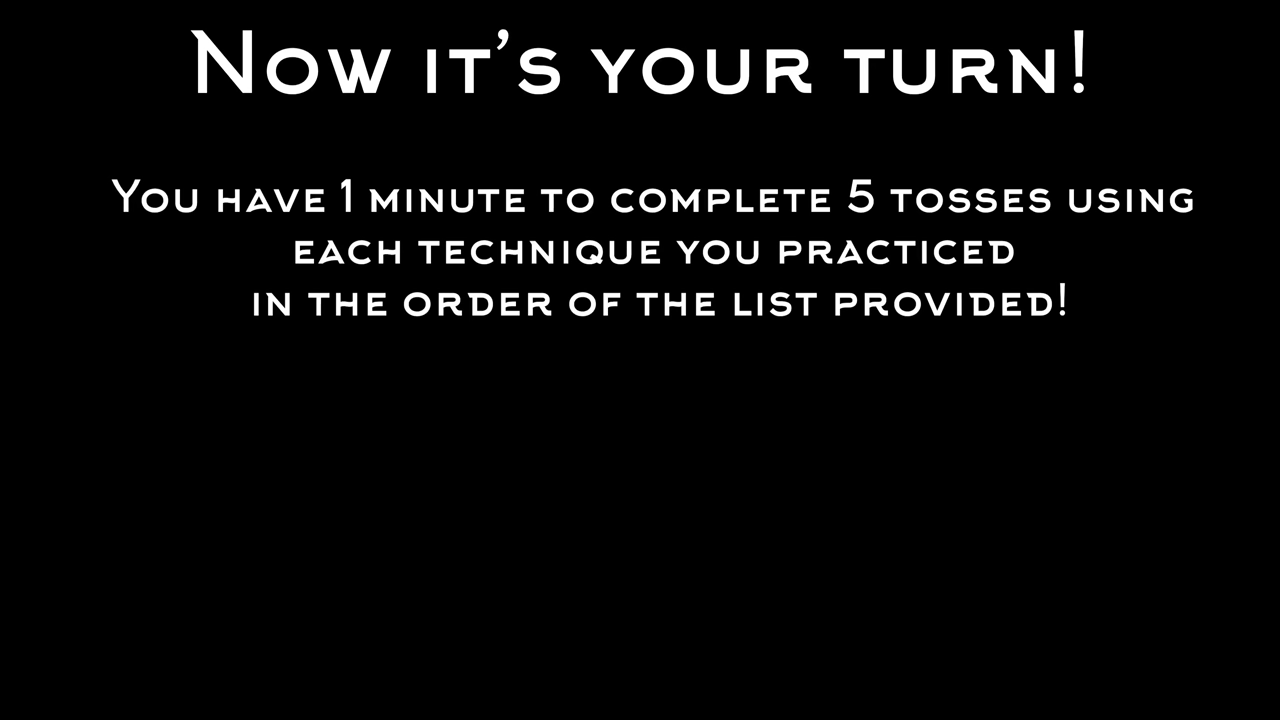 Now it's your turn!
You have 1 minute to complete 5 tosses using
each technique you practiced
in the order of the list provided!